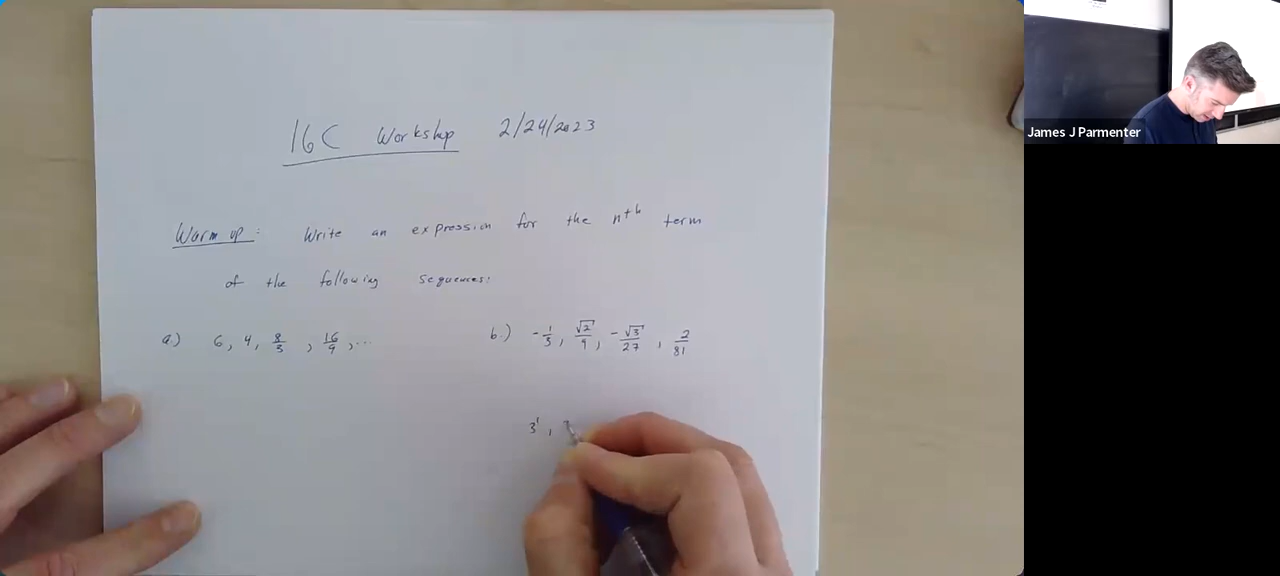 16C Workshop 2/24/2023
Warm up: Write an expression for the nth term
of the following sequences:
a.) 6, 4, 8/3, 16/9, ... b.) -1/3, √2/9, -√3/27, 2/81
3¹, 3
James J Parmenter